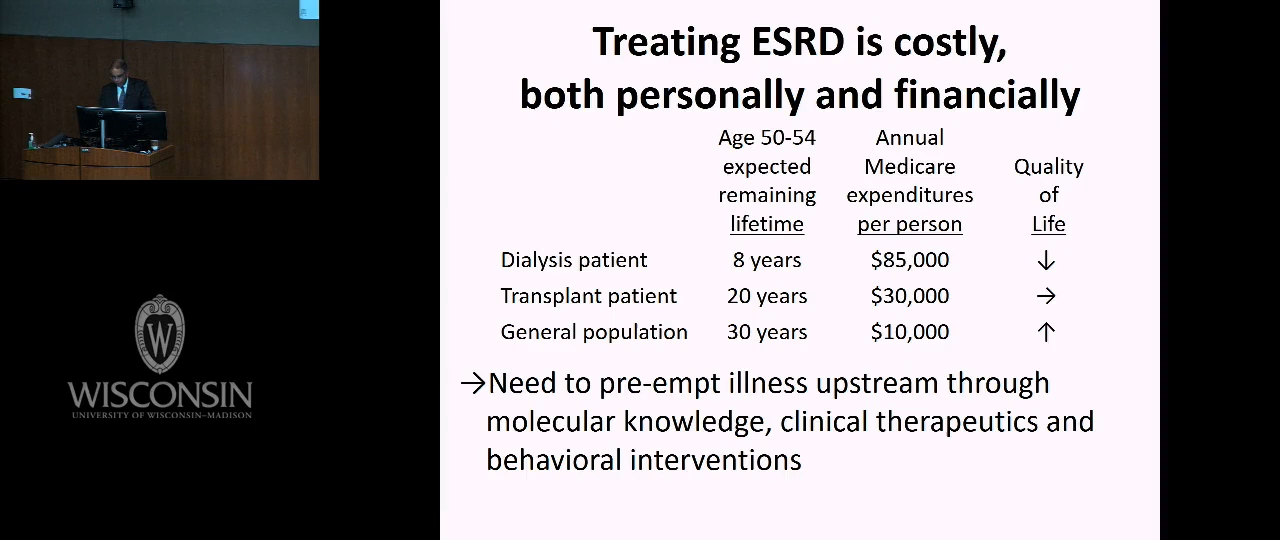 Treating ESRD is costly,
both personally and financially
Age 50-54 expected remaining lifetime
Annual Medicare expenditures per person
Quality of Life
Dialysis patient 8 years $85,000 ↓
Transplant patient 20 years $30,000 →
General population 30 years $10,000 ↑
→Need to pre-empt illness upstream through
molecular knowledge, clinical therapeutics and
behavioral interventions
W
WISCONSIN
UNIVERSITY OF WISCONSIN–MADISON